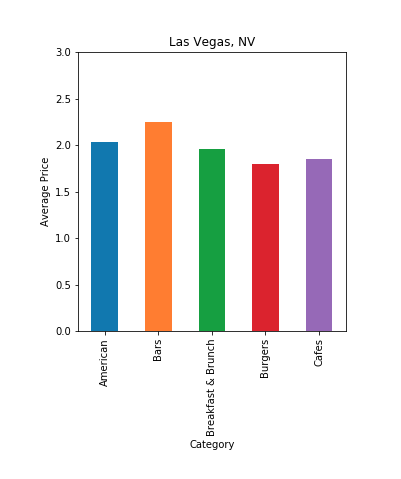 Las Vegas, NV
3.0
2.5
2.0
1.5
1.0
0.5
0.0
Average Price
American
Bars
Breakfast & Brunch
Burgers
Cafes
Category